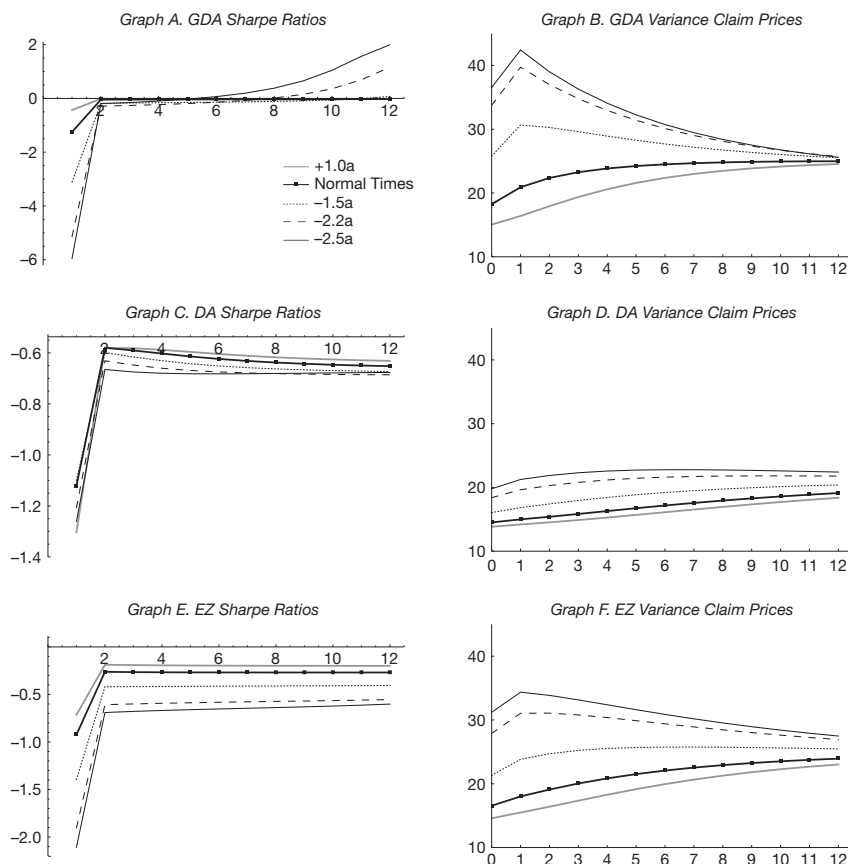 Graph A. GDA Sharpe Ratios
2
0
−2
−4
−6
2 4 6 8 10 12
+1.0a
Normal Times
−1.5a
−2.2a
−2.5a
Graph B. GDA Variance Claim Prices
40
30
20
10
0 1 2 3 4 5 6 7 8 9 10 11 12
Graph C. DA Sharpe Ratios
2 4 6 8 10 12
−0.6
−0.8
−1.0
−1.2
−1.4
Graph D. DA Variance Claim Prices
40
30
20
10
0 1 2 3 4 5 6 7 8 9 10 11 12
Graph E. EZ Sharpe Ratios
2 4 6 8 10 12
−0.5
−1.0
−1.5
−2.0
Graph F. EZ Variance Claim Prices
40
30
20
10
0 1 2 3 4 5 6 7 8 9 10 11 12